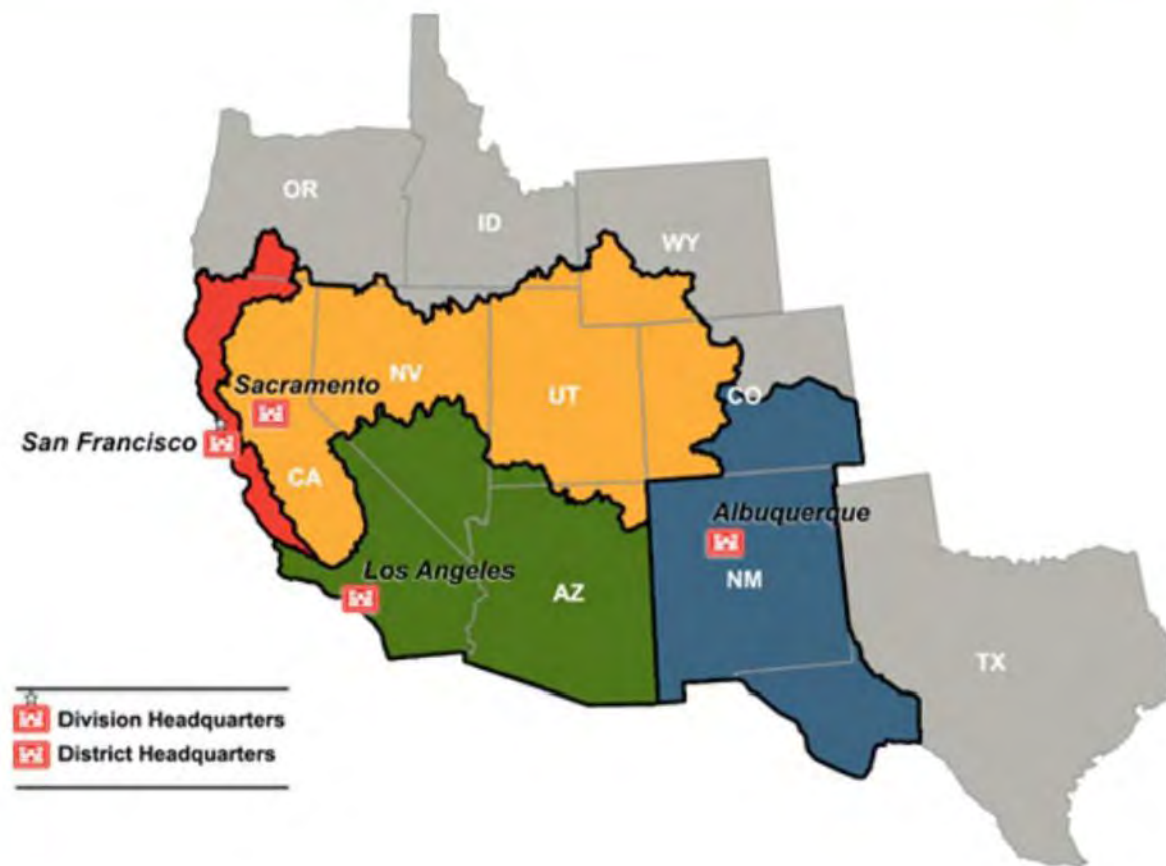 OR
ID
WY
NV
UT
CO
Sacramento
San Francisco
CA
Albuquerque
Los Angeles
AZ
NM
TX
Division Headquarters
District Headquarters